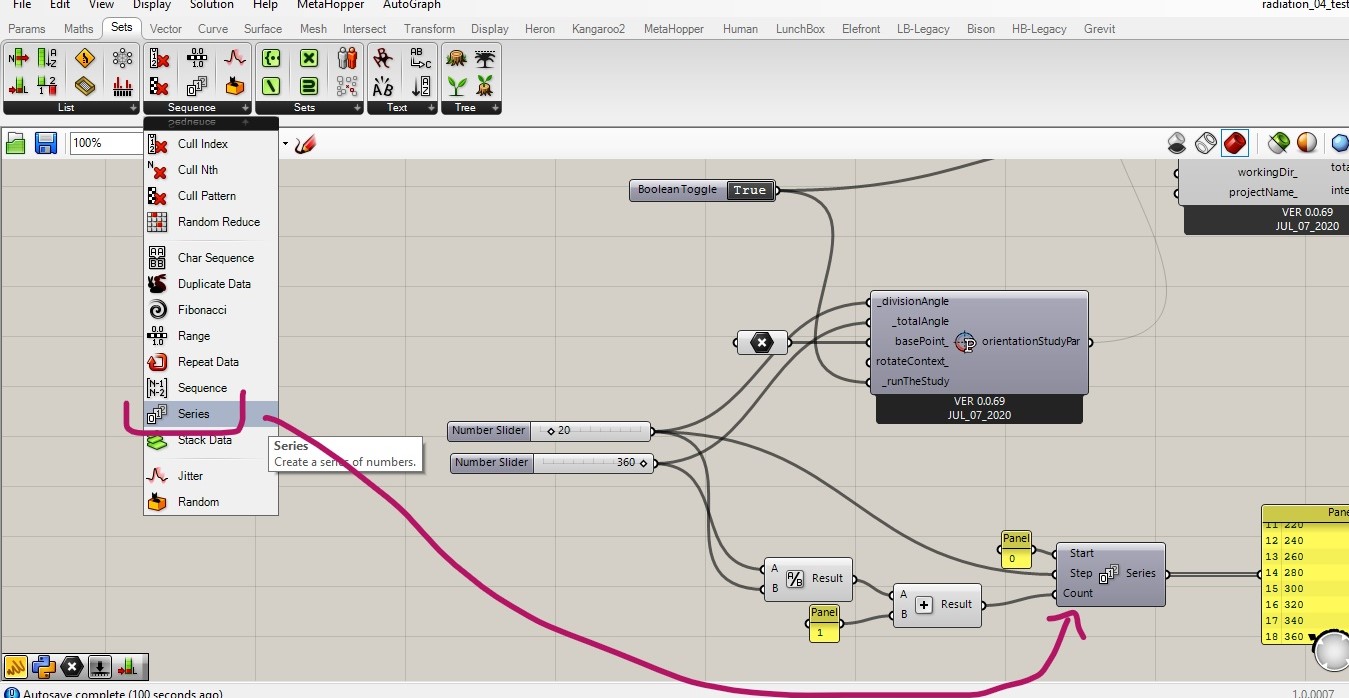 File Edit View Display Solution Help MetaHopper AutoGraph radiation_04_test
Params Maths Sets Vector Curve Surface Mesh Intersect Transform Display Heron Kangaroo2 MetaHopper Human LunchBox Elefront LB-Legacy Bison HB-Legacy Grevit
List Sequence Sets Text Tree
Sequence
100%
Cull Index
Cull Nth
Cull Pattern
Random Reduce
Char Sequence
Duplicate Data
Fibonacci
Range
Repeat Data
Sequence
Series
Stack Data
Jitter
Random
Series
Create a series of numbers.
Boolean Toggle True
workingDir_ tota
projectName_ inte
VER 0.0.69
JUL_07_2020
_divisionAngle
_totalAngle
basePoint_ orientationStudyPar
rotateContext_
_runTheStudy
VER 0.0.69
JUL_07_2020
Number Slider 20
Number Slider 360
A
B
A/B
Result
Panel
1
A
B
Result
Panel
0
Start
Step
Count
Series
Pane
11 220
12 240
13 260
14 280
15 300
16 320
17 340
18 360
Autosave complete (100 seconds ago) 1.0.0007